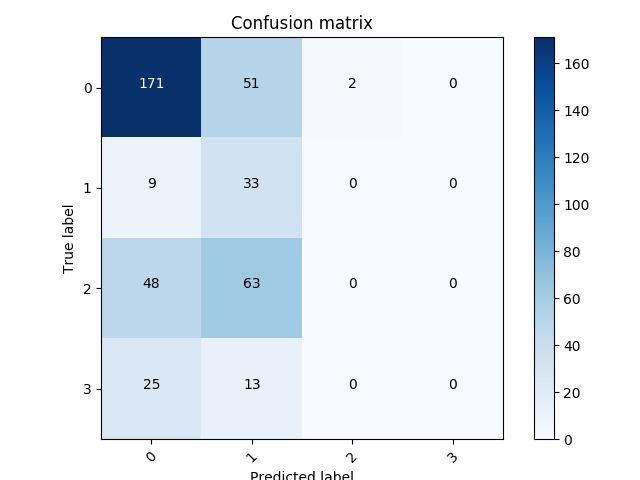 Confusion matrix
0 171 51 2 0
1 9 33 0 0
2 48 63 0 0
3 25 13 0 0
0 1 2 3
True label
Predicted label
160
140
120
100
80
60
40
20
0